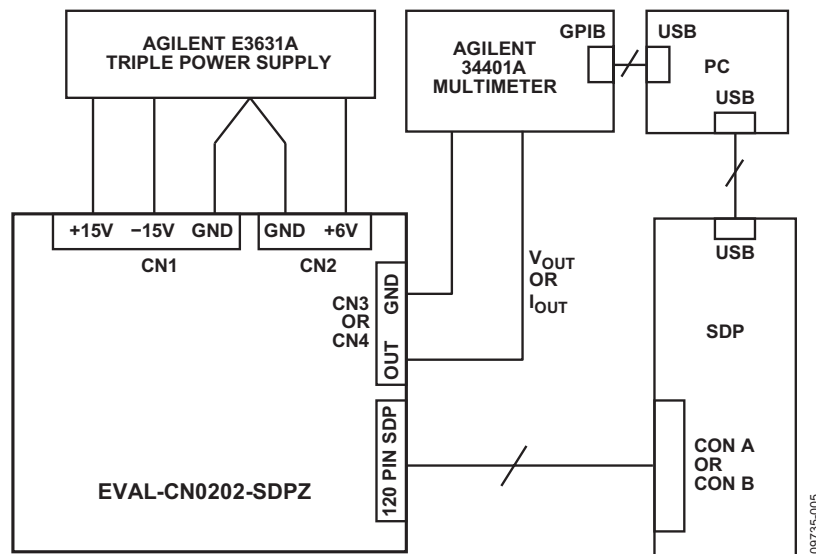 AGILENT E3631A
TRIPLE POWER SUPPLY
AGILENT
34401A
MULTIMETER
GPIB
USB
PC
USB
+15V −15V GND
CN1
GND +6V
CN2
CN3
OR
CN4
GND
OUT
VOUT
OR
IOUT
USB
SDP
120 PIN SDP
CON A
OR
CON B
EVAL-CN0202-SDPZ
09735-005